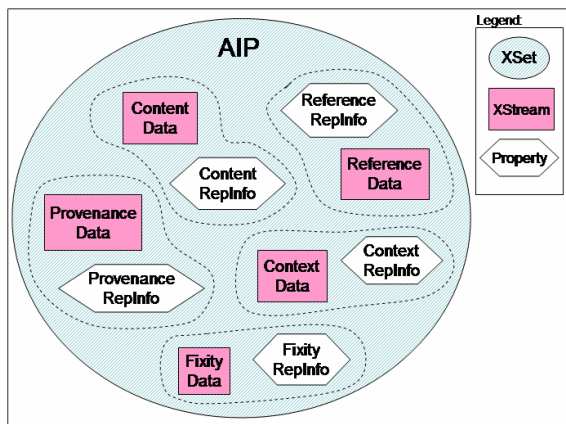 AIP
Content
Data
Content
RepInfo
Reference
RepInfo
Reference
Data
Provenance
Data
Provenance
RepInfo
Context
Data
Context
RepInfo
Fixity
Data
Fixity
RepInfo
Legend:
XSet
XStream
Property